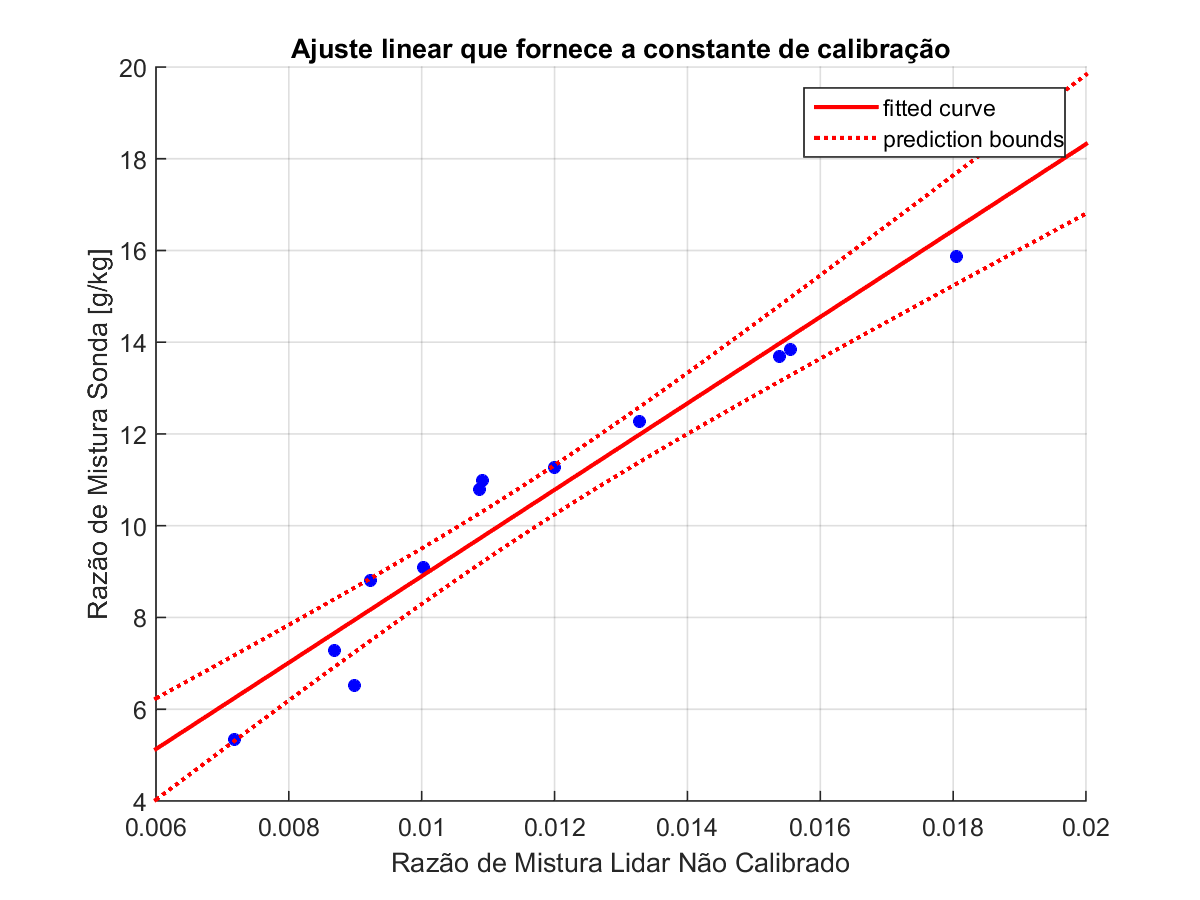 Ajuste linear que fornece a constante de calibração
fitted curve
prediction bounds
Razão de Mistura Sonda [g/kg]
20
18
16
14
12
10
8
6
4
0.006 0.008 0.01 0.012 0.014 0.016 0.018 0.02
Razão de Mistura Lidar Não Calibrado